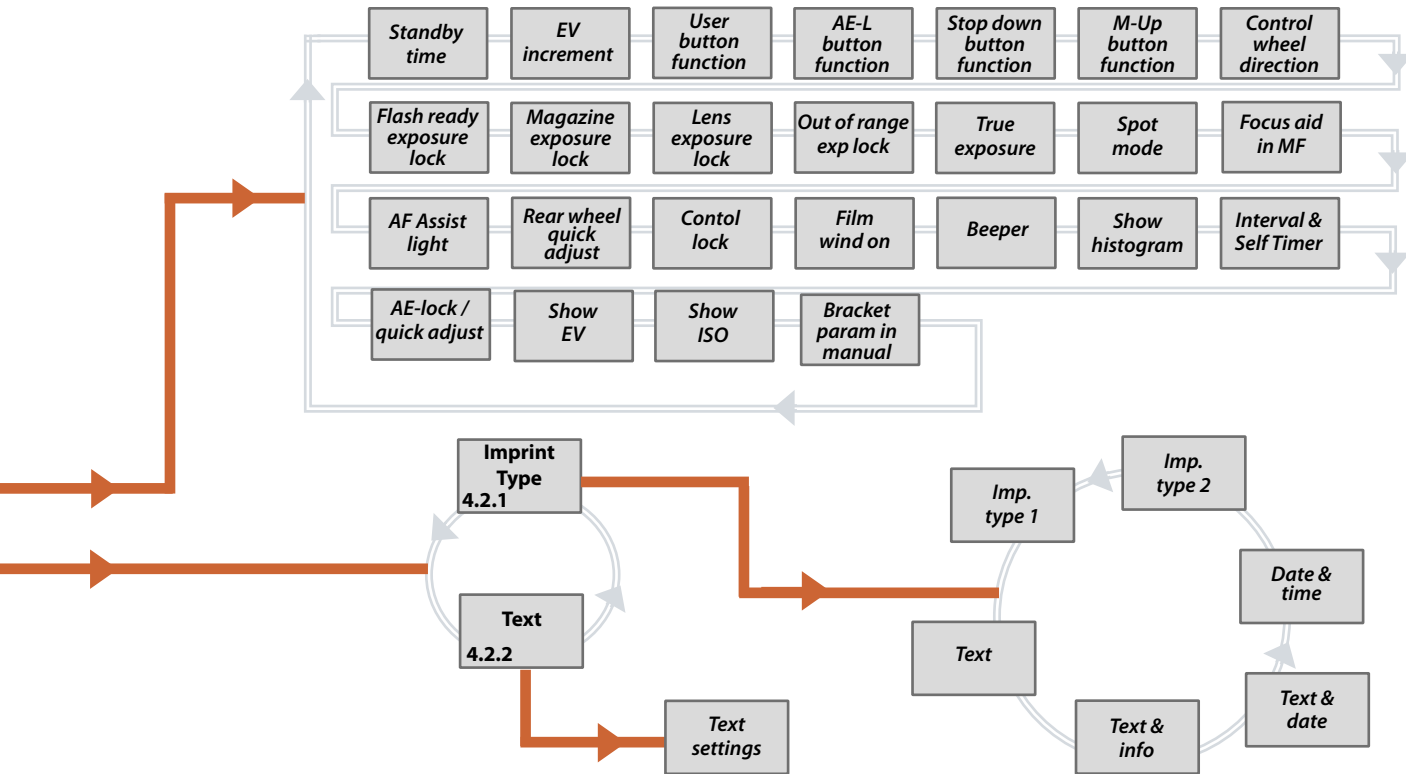 Standby
time
EV
increment
User
button
function
AE-L
button
function
Stop down
button
function
M-Up
button
function
Control
wheel
direction
Flash ready
exposure
lock
Magazine
exposure
lock
Lens
exposure
lock
Out of range
exp lock
True
exposure
Spot
mode
Focus aid
in MF
AF Assist
light
Rear wheel
quick
adjust
Contol
lock
Film
wind on
Beeper
Show
histogram
Interval &
Self Timer
AE-lock /
quick adjust
Show
EV
Show
ISO
Bracket
param in
manual
Imprint
Type
4.2.1
Text
4.2.2
Text
settings
Imp.
type 1
Imp.
type 2
Date &
time
Text &
date
Text &
info
Text